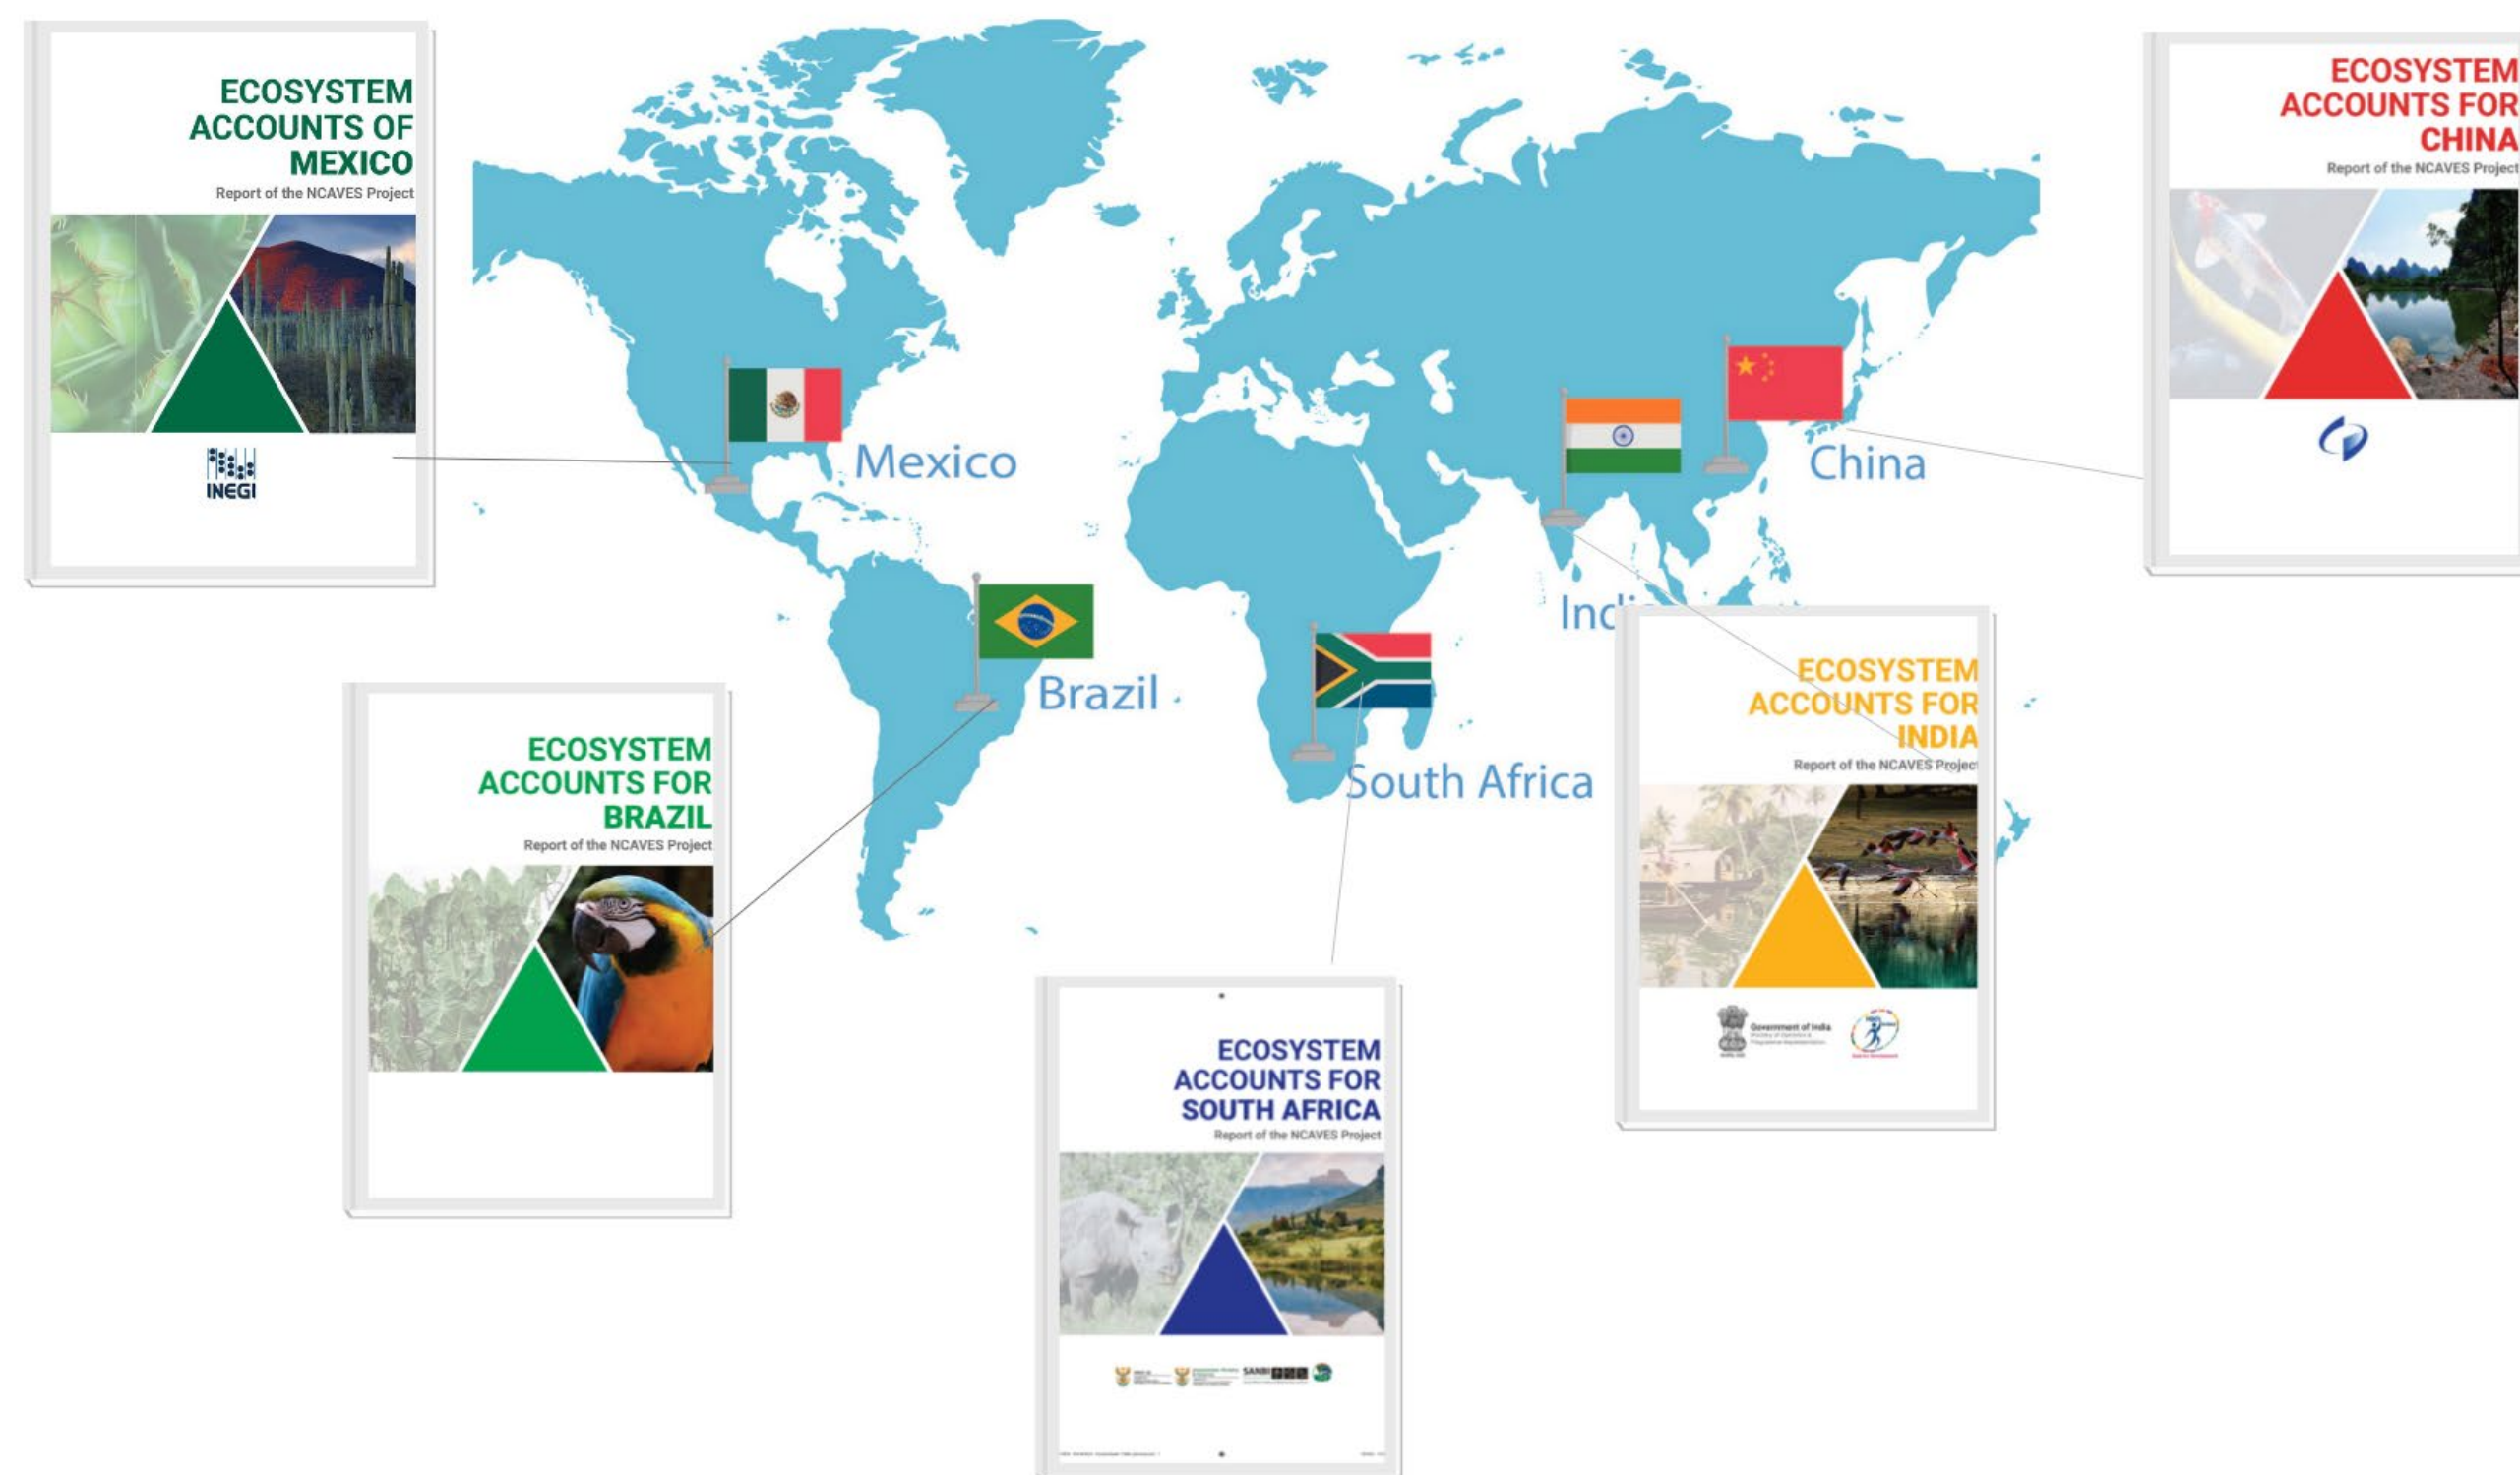 ECOSYSTEM
ACCOUNTS OF
MEXICO
Report of the NCAVES Project
INEGI
ECOSYSTEM
ACCOUNTS FOR
CHINA
Report of the NCAVES Project
Mexico
China
Brazil
South Africa
ECOSYSTEM
ACCOUNTS FOR
BRAZIL
Report of the NCAVES Project
ECOSYSTEM
ACCOUNTS FOR
INDIA
Report of the NCAVES Projec
Government of India
ECOSYSTEM
ACCOUNTS FOR
SOUTH AFRICA
Report of the NCAVES Project
SANBI